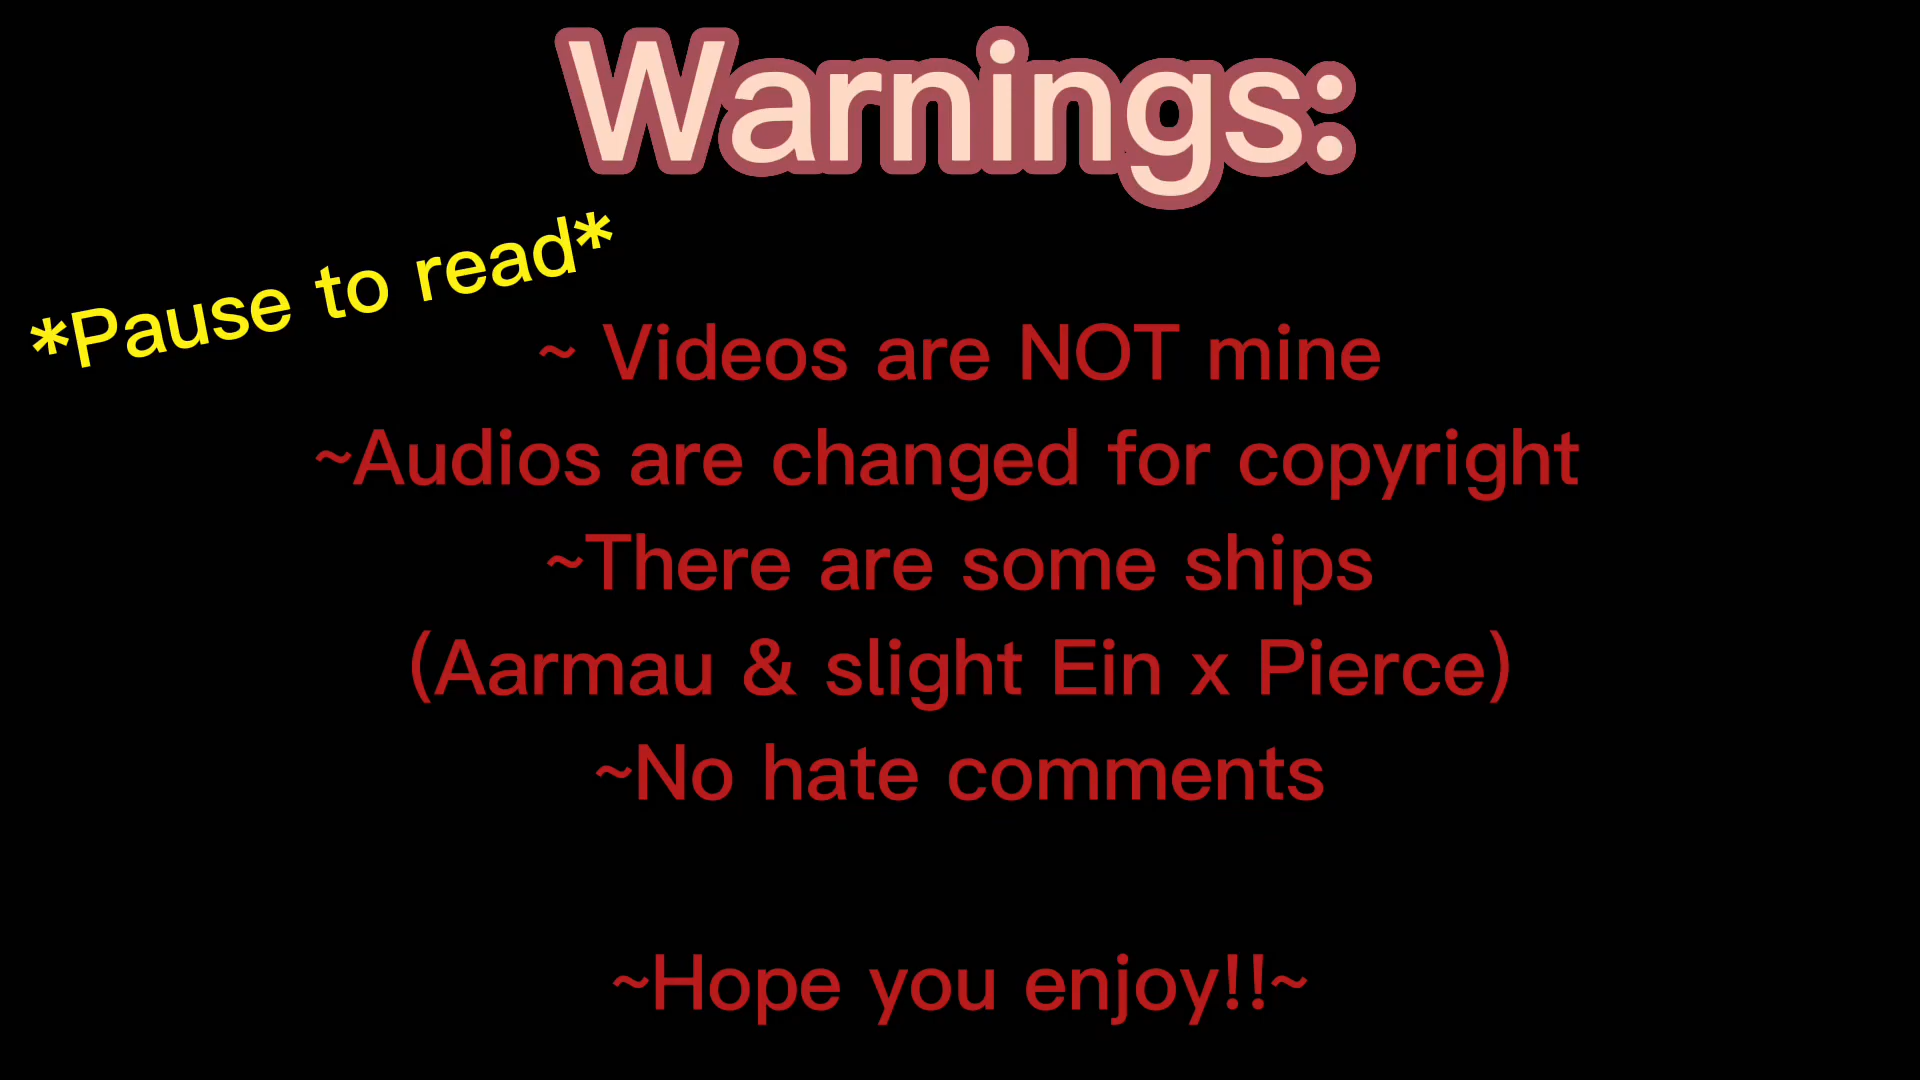 Warnings:
*Pause to read*
~ Videos are NOT mine
~Audios are changed for copyright
~There are some ships
(Aarmau & slight Ein x Pierce)
~No hate comments
~Hope you enjoy!!~